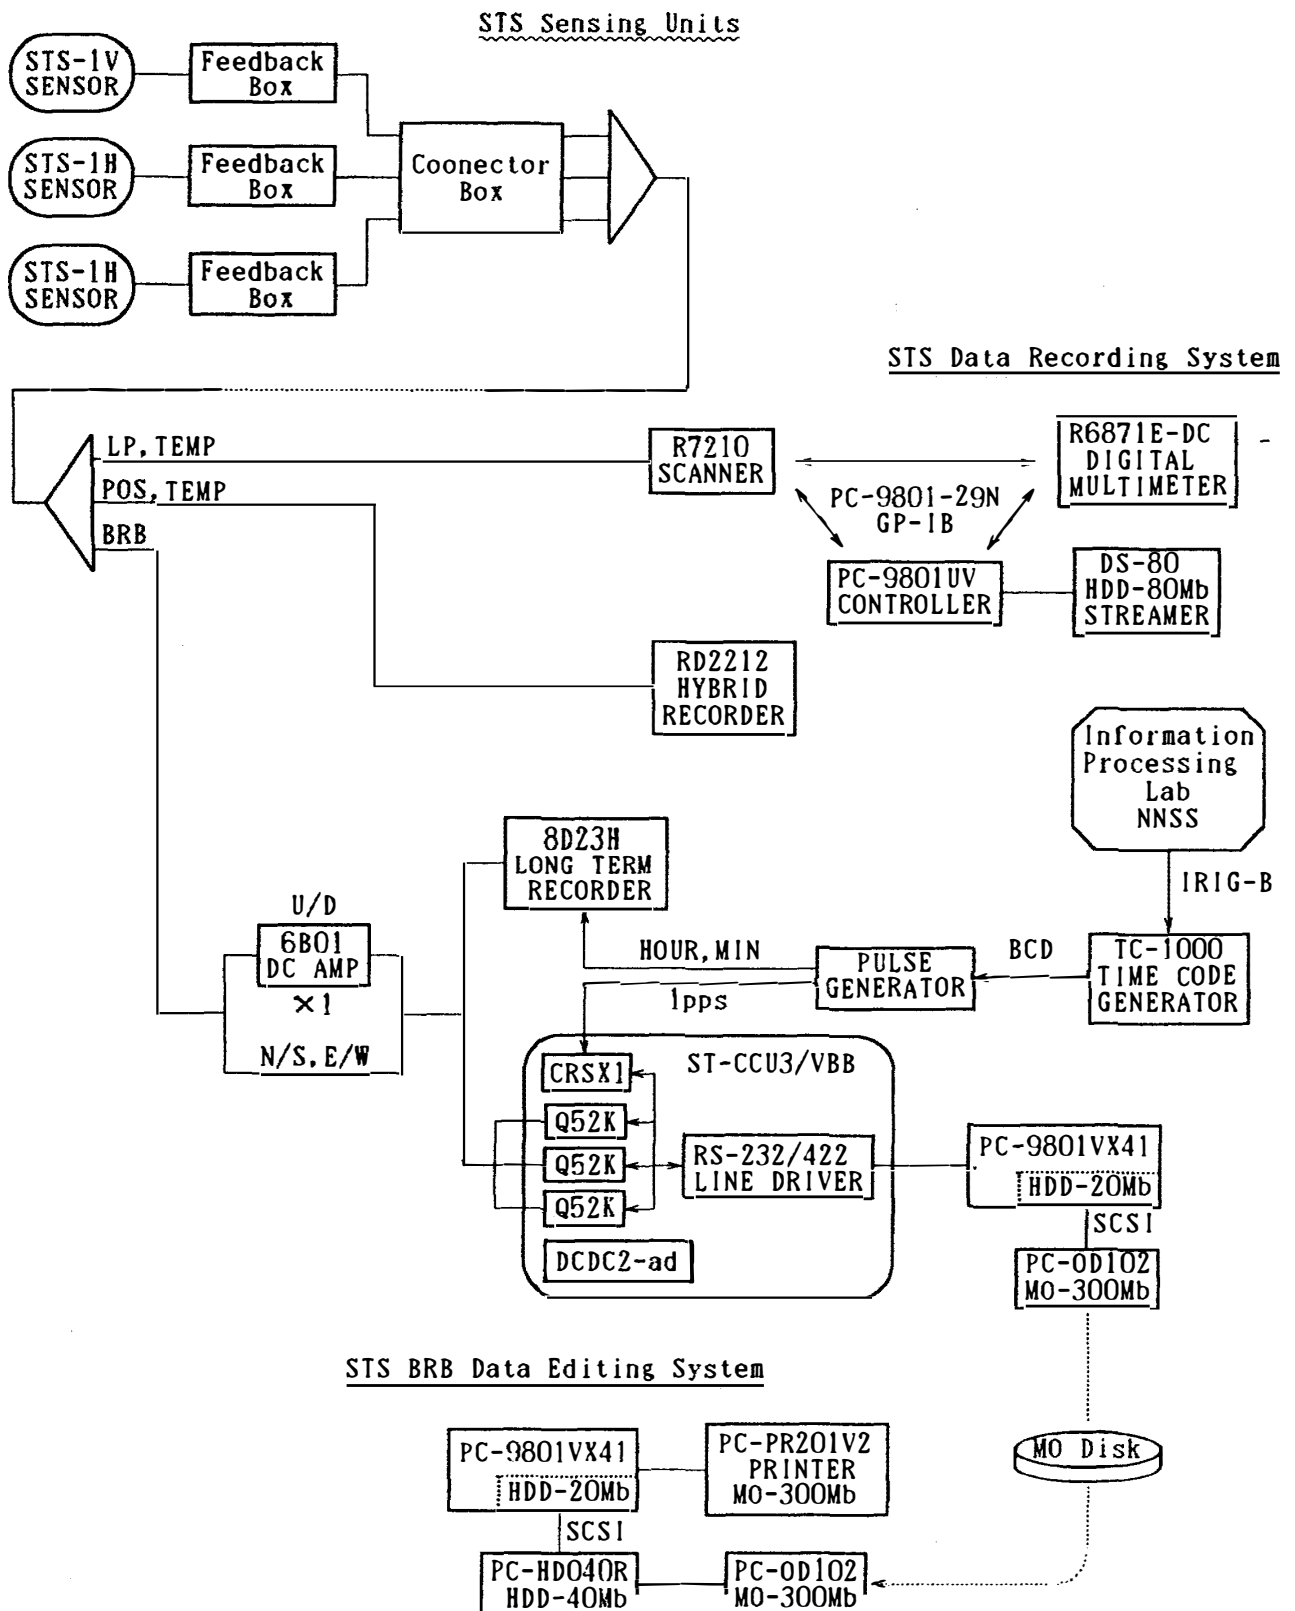 STS Sensing Units
STS-1V
SENSOR
Feedback
Box
STS-1H
SENSOR
Feedback
Box
Coonector
Box
STS-1H
SENSOR
Feedback
Box
STS Data Recording System
LP, TEMP
POS, TEMP
BRB
R7210
SCANNER
R6871E-DC
DIGITAL
MULTIMETER
PC-9801-29N
GP-IB
PC-9801UV
CONTROLLER
DS-80
HDD-80Mb
STREAMER
RD2212
HYBRID
RECORDER
Information
Processing
Lab
NNSS
IRIG-B
8D23H
LONG TERM
RECORDER
U/D
6B01
DC AMP
×1
N/S, E/W
HOUR, MIN
1pps
PULSE
GENERATOR
BCD
TC-1000
TIME CODE
GENERATOR
ST-CCU3/VBB
CRSX1
Q52K
Q52K
Q52K
RS-232/422
LINE DRIVER
DCDC2-ad
PC-9801VX41
HDD-20Mb
SCSI
PC-OD102
MO-300Mb
STS BRB Data Editing System
MO Disk
PC-9801VX41
HDD-20Mb
PC-PR201V2
PRINTER
MO-300Mb
SCSI
PC-HD040R
HDD-40Mb
PC-OD102
MO-300Mb